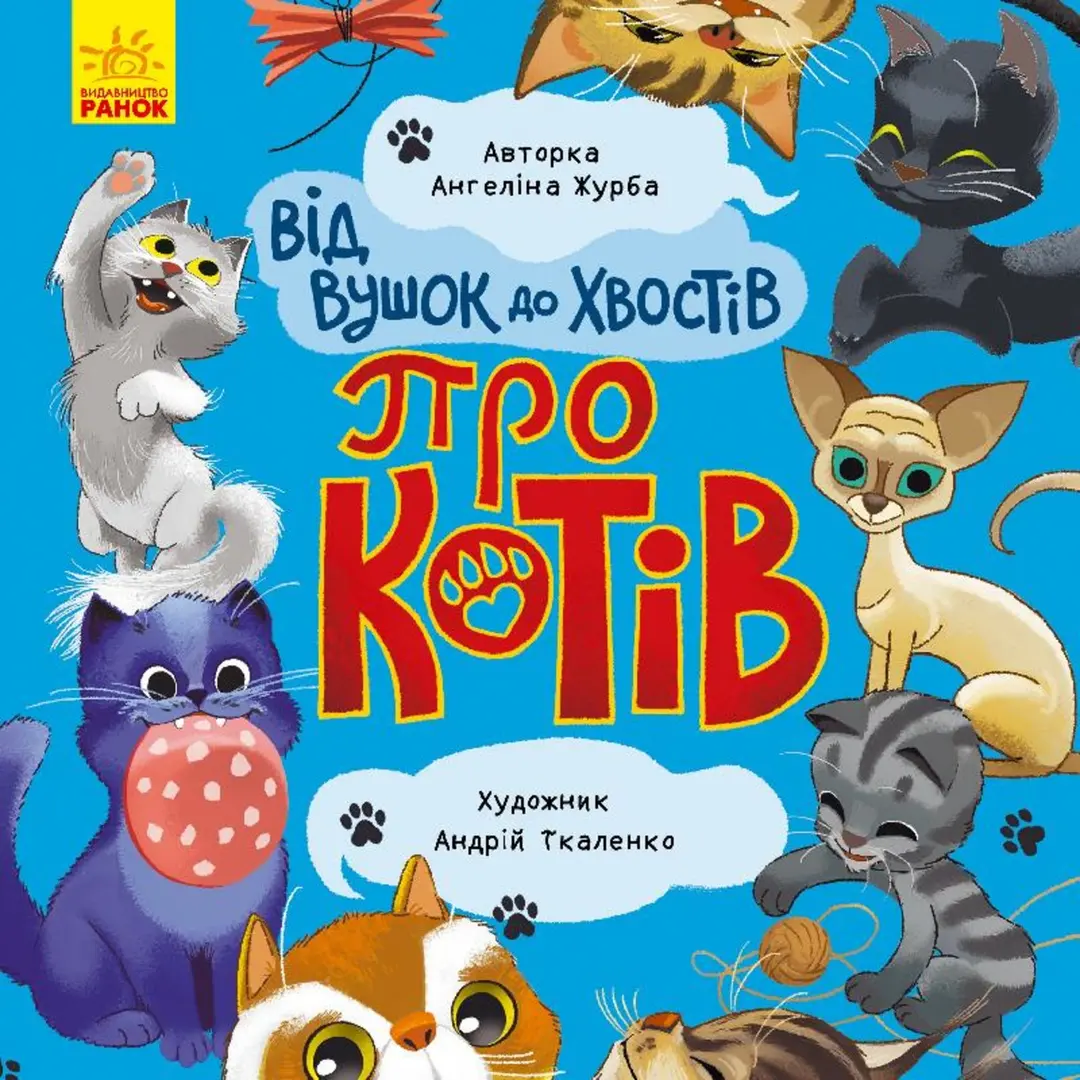 ВИДАВНИЦТВО
РАНОК
Авторка
Ангеліна Журба
Від
вушок до хвостів
про
котів
Художник
Андрій Ткаленко